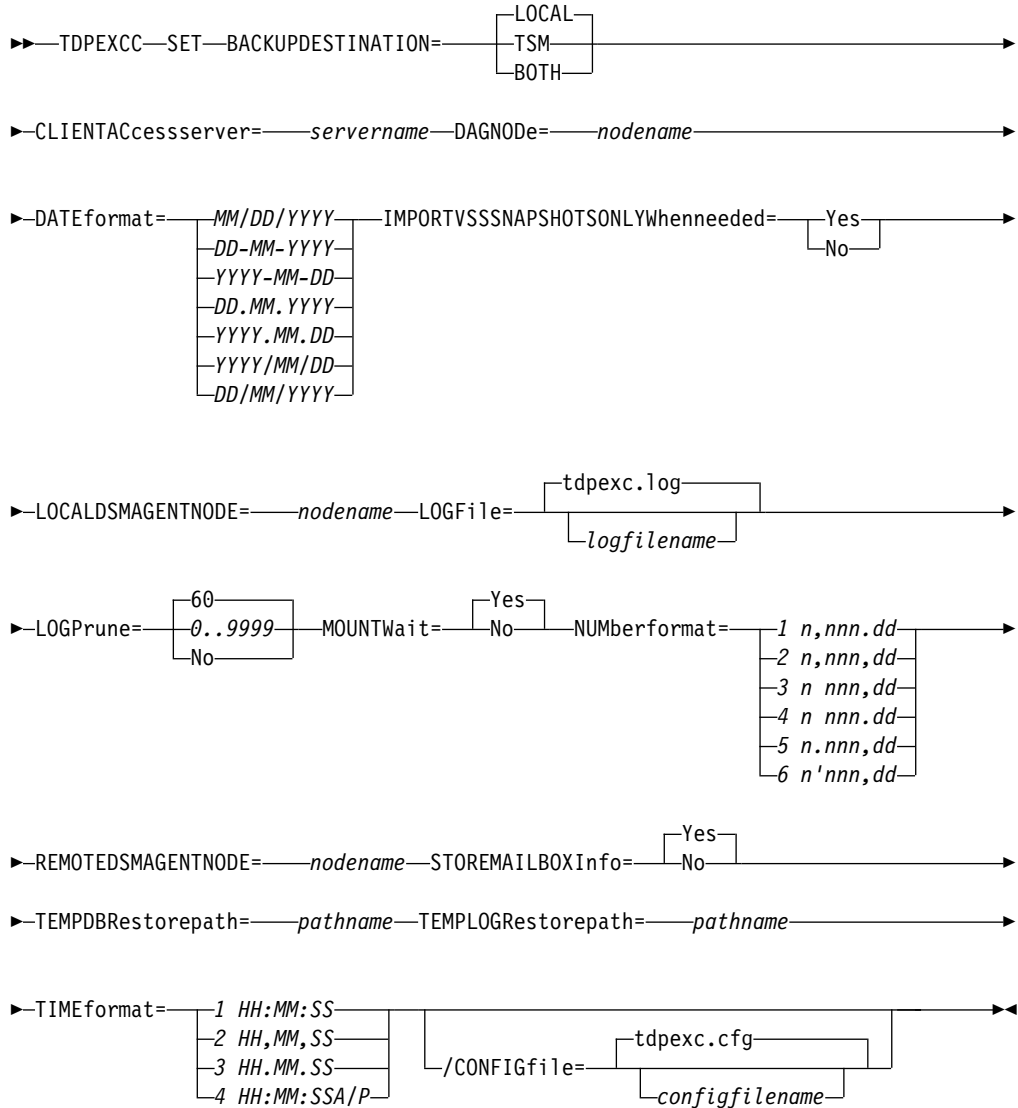 LOCAL
TDPEXCC SET BACKUPDESTINATION= TSM
BOTH
CLIENTACcessserver= servername DAGNODe= nodename
DATEformat= MM/DD/YYYY IMPORTVSSSNAPSHOTSONLYWhenneeded= Yes
DD-MM-YYYY No
YYYY-MM-DD
DD.MM.YYYY
YYYY.MM.DD
YYYY/MM/DD
DD/MM/YYYY
tdpexc.log
LOCALDSMAGENTNODE= nodename LOGFile=
logfilename
60 Yes
LOGPrune= 0..9999 MOUNTWait= No NUMberformat= 1 n,nnn.dd
No 2 n,nnn,dd
3 n nnn,dd
4 n nnn.dd
5 n.nnn,dd
6 n'nnn,dd
Yes
REMOTEDSMAGENTNODE= nodename STOREMAILBOXInfo= No
TEMPDBRestorepath= pathname TEMPLOGRestorepath= pathname
TIMEformat= 1 HH:MM:SS
2 HH,MM,SS tdpexc.cfg
3 HH.MM.SS /CONFIGfile=
4 HH:MM:SSA/P configfilename